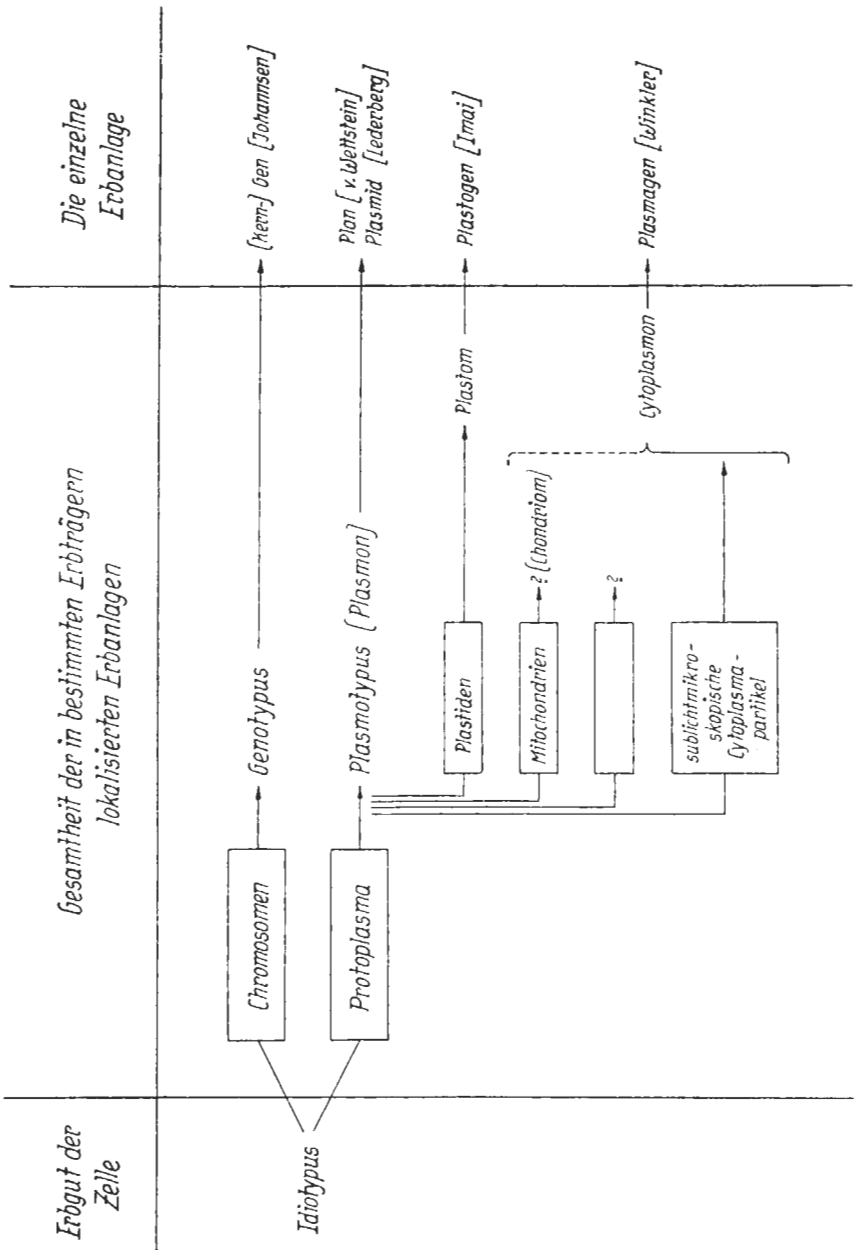 Erbgut der
Zelle
Gesamtheit der in bestimmten Erbträgern
lokalisierten Erbanlagen
Die einzelne
Erbanlage
Idiotypus
Chromosomen
Genotypus
(Kern-) Gen [Johannsen]
Protoplasma
Plasmotypus (Plasmon)
Plan [v. Wettstein]
Plasmid [Lederberg]
Plastiden
Plastom
Plastogen [Imai]
Mitochondrien
? (Chondriom)
?
sublichtmikro-
skopische
Cytoplasma-
partikel
Cytoplasmon
Plasmagen [Winkler]